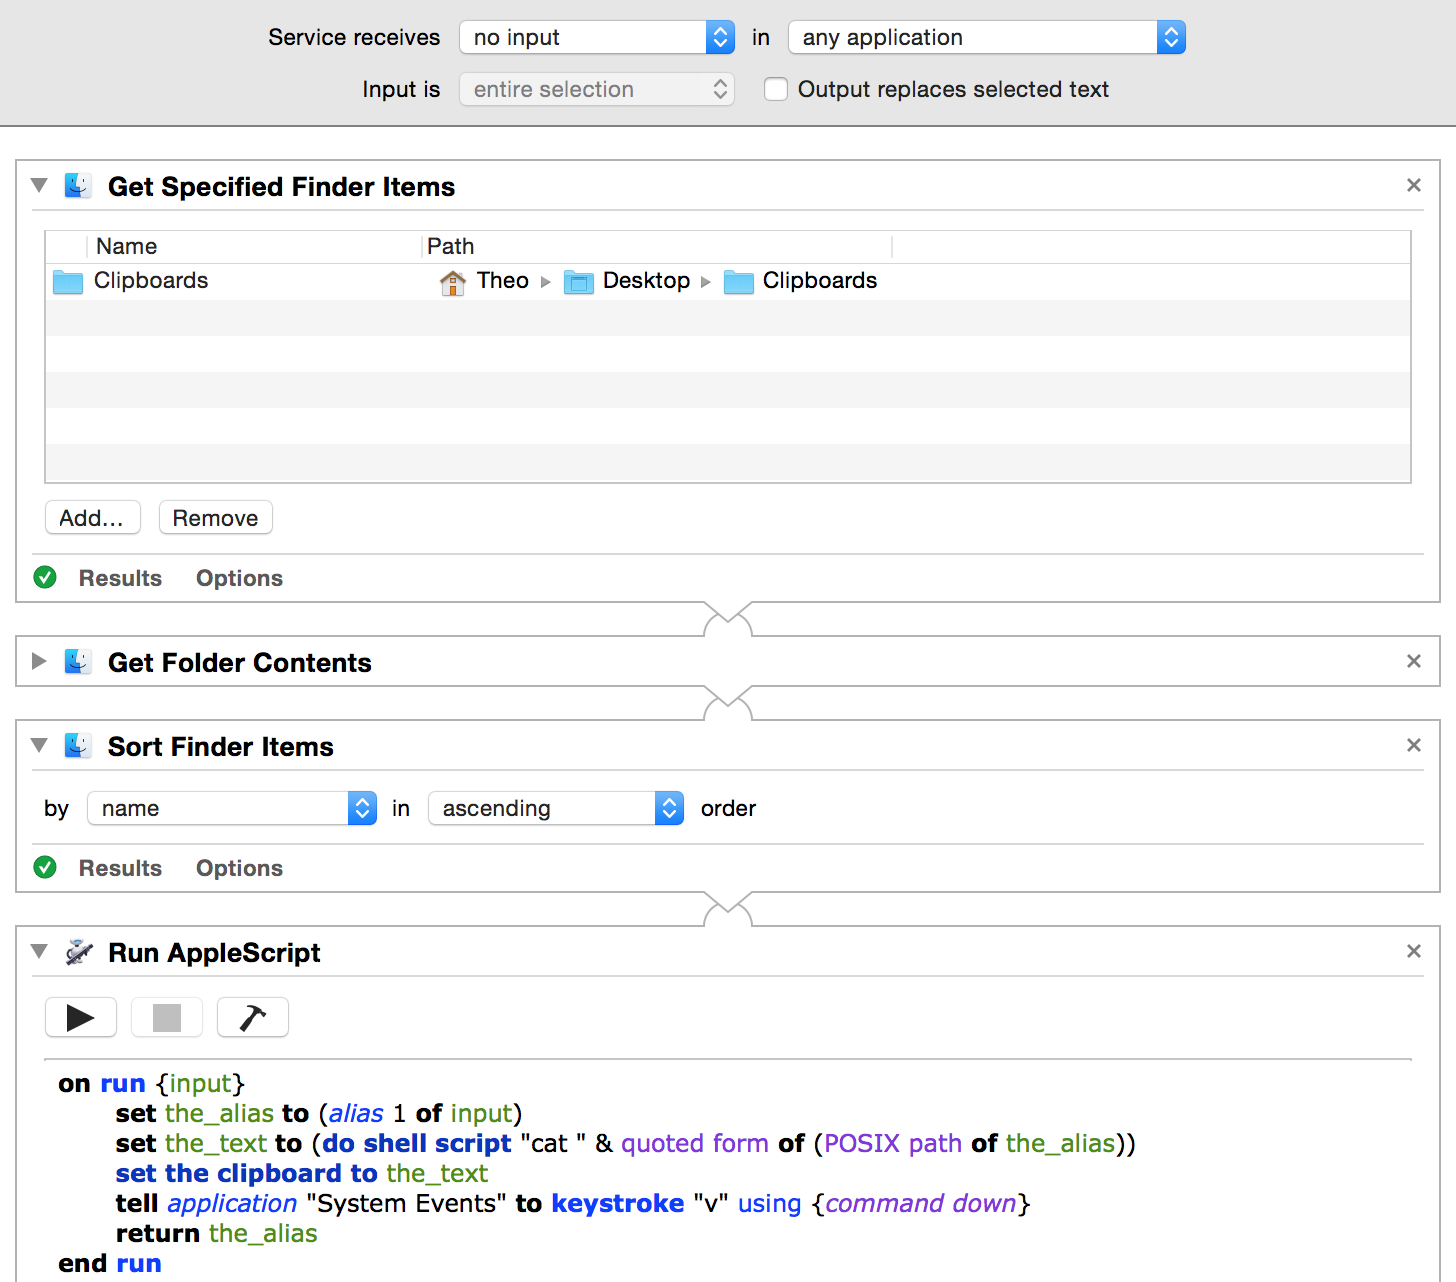 Service receives no input in any application
Input is entire selection Output replaces selected text
Get Specified Finder Items
Name Path
Clipboards Theo Desktop Clipboards
Add... Remove
Results Options
Get Folder Contents
Sort Finder Items
by name in ascending order
Results Options
Run AppleScript
on run {input}
set the_alias to (alias 1 of input)
set the_text to (do shell script "cat " & quoted form of (POSIX path of the_alias))
set the clipboard to the_text
tell application "System Events" to keystroke "v" using {command down}
return the_alias
end run